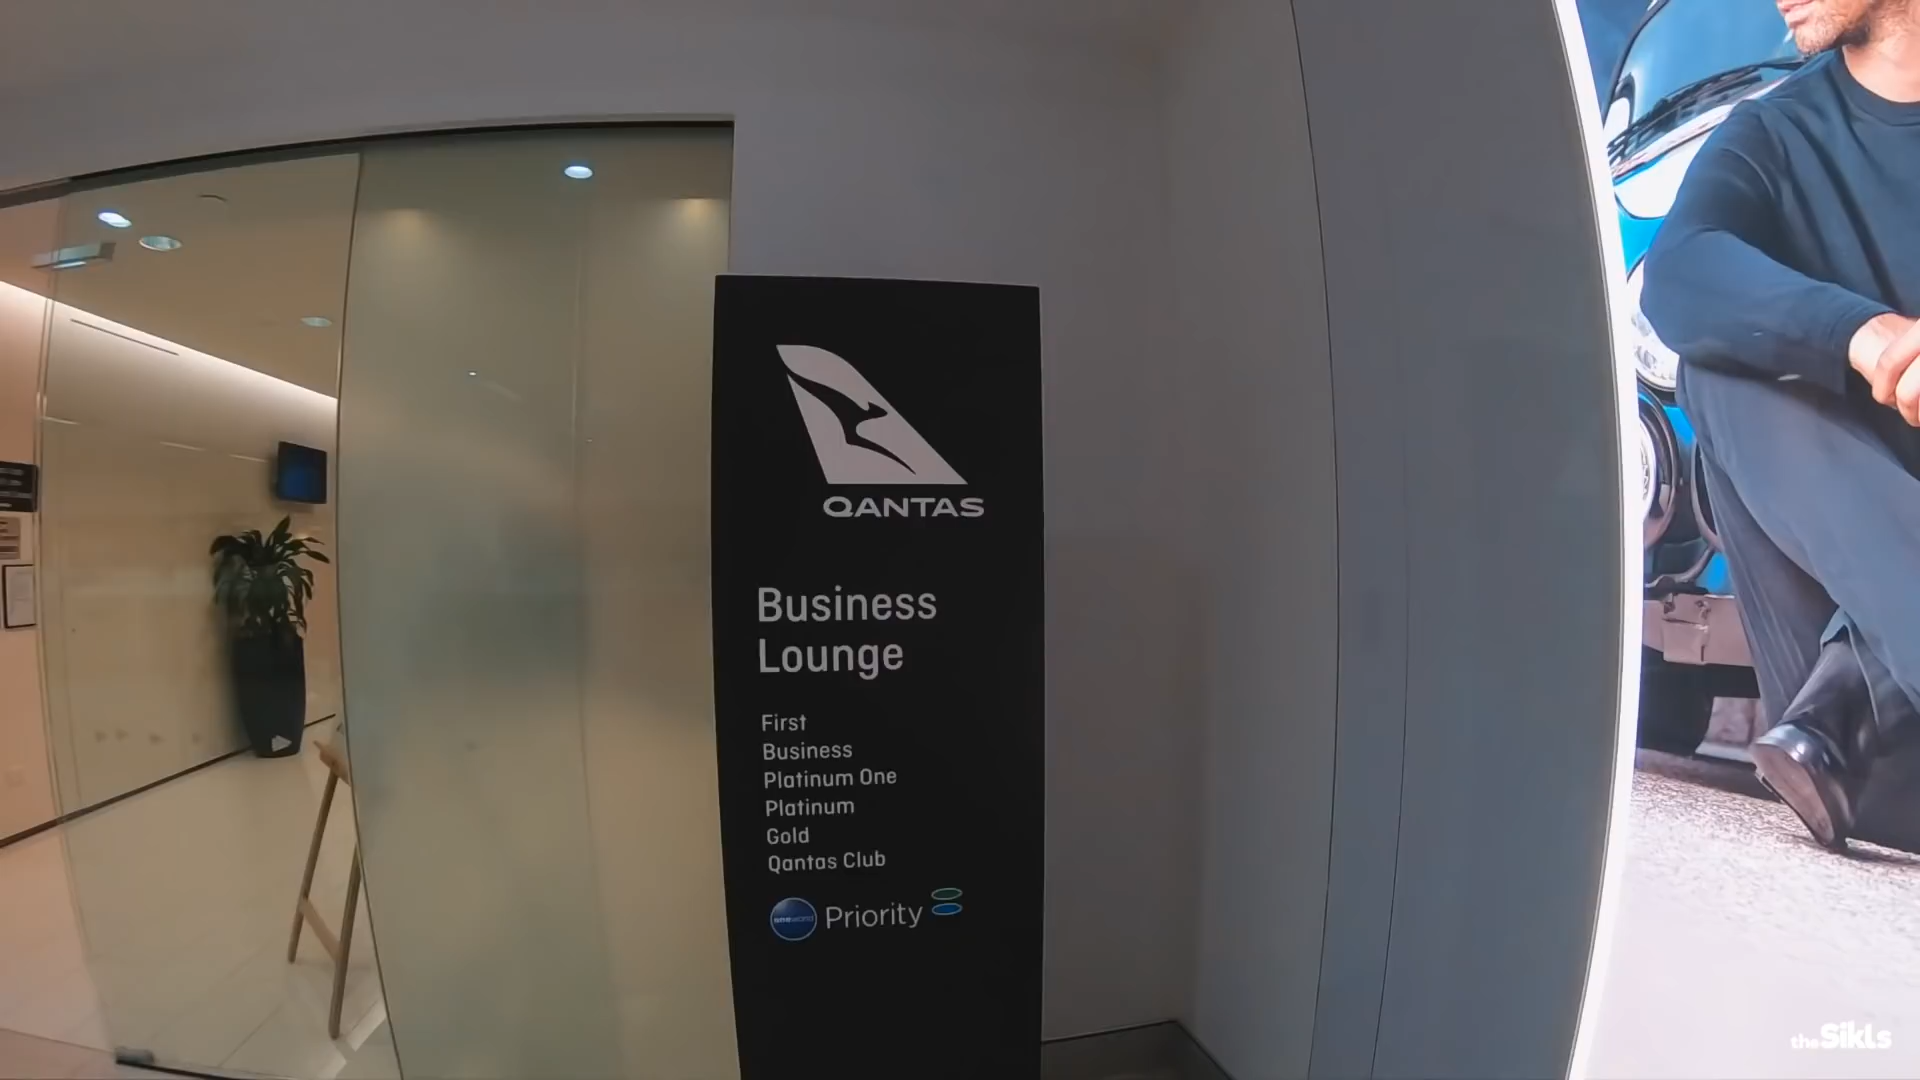 QANTAS
Business
Lounge
First
Business
Platinum One
Platinum
Gold
Qantas Club
oneworld Priority
theSikls